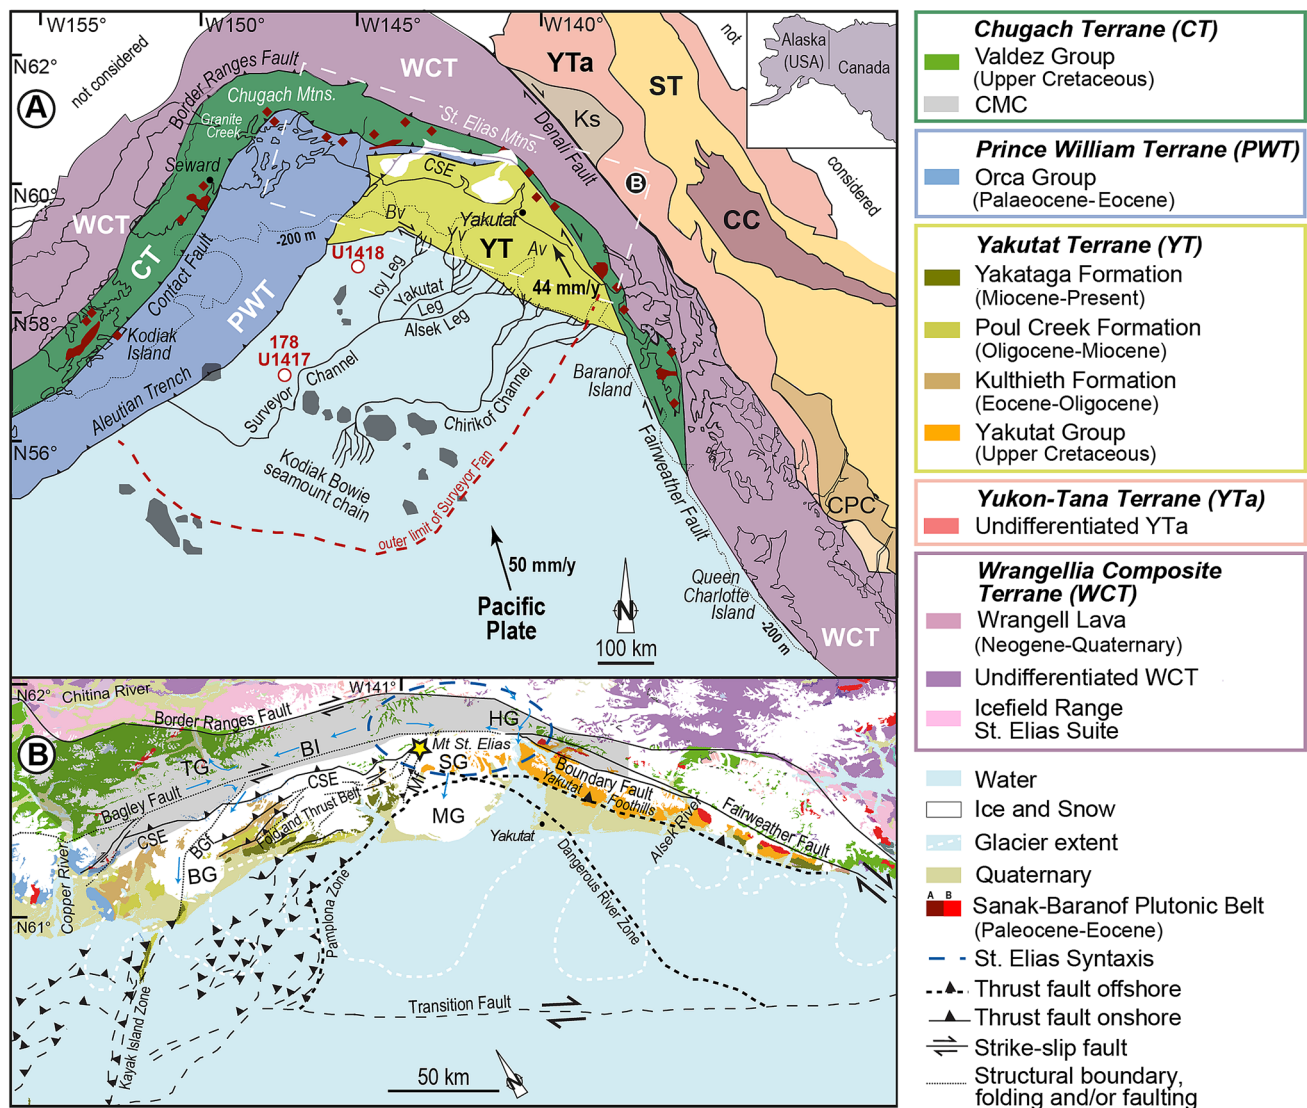 W155°
W150°
W145°
W140°
N62°
N60°
N58°
N56°
A
not considered
Border Ranges Fault
WCT
YTa
ST
not
considered
Alaska
(USA)
Canada
Chugach Mtns.
Granite
Creek
St. Elias Mtns.
Denali Fault
Ks
Seward
CSE
B
WCT
CC
CT
Contact Fault
-200 m
Bv
Yakutat
YT
Av
44 mm/y
U1418
Icy Leg
Yakutat
Leg
Alsek Leg
PWT
Kodiak
Island
178
U1417
Surveyor Channel
Aleutian Trench
Chirikof Channel
Baranof
Island
Fairweather Fault
Kodiak Bowie
seamount chain
outer limit of Surveyor Fan
CPC
50 mm/y
Pacific
Plate
N
100 km
Queen
Charlotte
Island
-200 m
WCT
N62°
Chitina River
W141°
Border Ranges Fault
HG
B
BI
Mt St. Elias
TG
SG
Boundary Fault
Bagley Fault
CSE
Mf
Yakutat
Foothills
Fold and Thrust Belt
Fairweather Fault
CSE
MG
BGf
BG
Yakutat
Alsek River
Copper River
Dangerous River Zone
Pamplona Zone
N61°
Transition Fault
Kayak Island Zone
50 km
N
Chugach Terrane (CT)
Valdez Group
(Upper Cretaceous)
CMC
Prince William Terrane (PWT)
Orca Group
(Palaeocene-Eocene)
Yakutat Terrane (YT)
Yakataga Formation
(Miocene-Present)
Poul Creek Formation
(Oligocene-Miocene)
Kulthieth Formation
(Eocene-Oligocene)
Yakutat Group
(Upper Cretaceous)
Yukon-Tana Terrane (YTa)
Undifferentiated YTa
Wrangellia Composite
Terrane (WCT)
Wrangell Lava
(Neogene-Quaternary)
Undifferentiated WCT
Icefield Range
St. Elias Suite
Water
Ice and Snow
Glacier extent
Quaternary
A B
Sanak-Baranof Plutonic Belt
(Paleocene-Eocene)
St. Elias Syntaxis
Thrust fault offshore
Thrust fault onshore
Strike-slip fault
Structural boundary,
folding and/or faulting